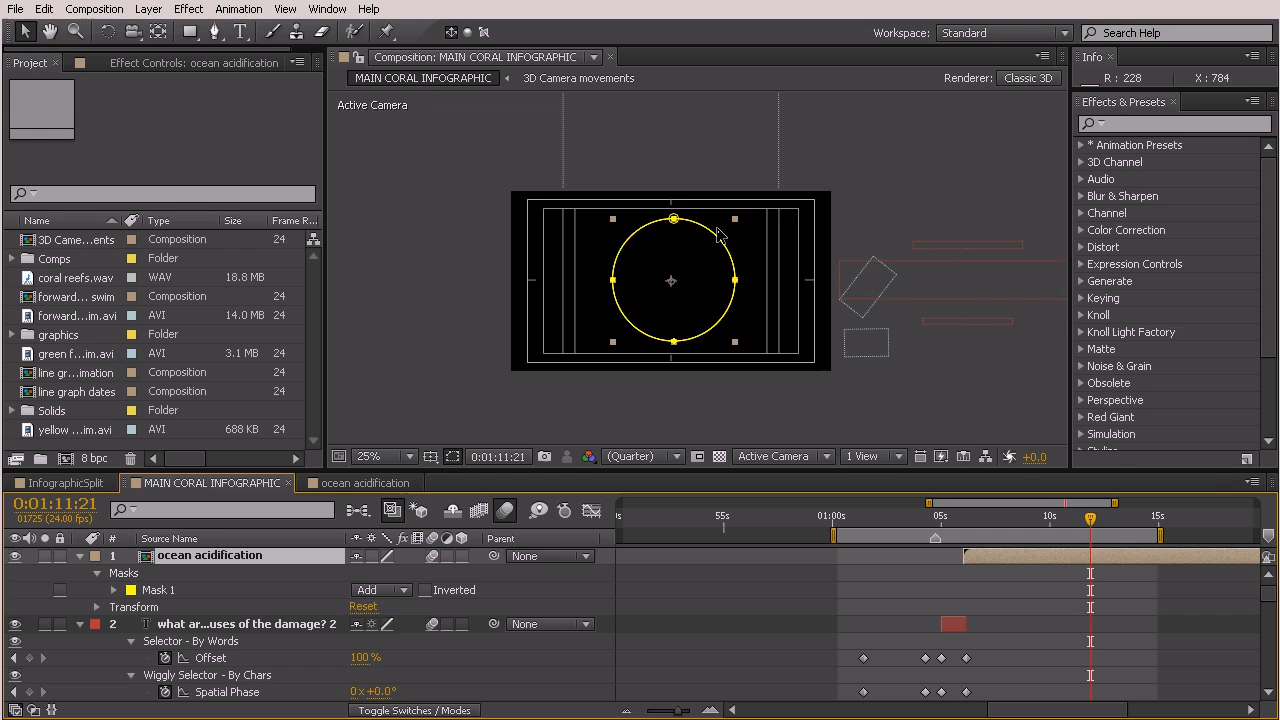 File Edit Composition Layer Effect Animation View Window Help
Workspace: Standard Search Help
Project Effect Controls: ocean acidification
Composition: MAIN CORAL INFOGRAPHIC
Info
MAIN CORAL INFOGRAPHIC 3D Camera movements
Renderer: Classic 3D
R : 228 X : 784
Active Camera
Effects & Presets
* Animation Presets
3D Channel
Audio
Blur & Sharpen
Channel
Color Correction
Distort
Expression Controls
Generate
Keying
Knoll
Knoll Light Factory
Matte
Noise & Grain
Obsolete
Perspective
Red Giant
Simulation
Name Type Frame R...
3D Came...ents Composition 24
Comps Folder
coral reefs.wav WAV 18.8 MB
forward... swim Composition 24
forward...im.avi AVI 14.0 MB 24
graphics Folder
green f...im.avi AVI 3.1 MB 24
line gr...imation Composition 24
line graph dates Composition 24
Solids Folder
yellow ...im.avi AVI 688 KB 24
8 bpc
25% 0:01:11:21 (Quarter) Active Camera 1 View +0.0
InfographicSplit MAIN CORAL INFOGRAPHIC ocean acidification
0:01:11:21
01725 (24.00 fps)
55s 01:00s 05s 10s 15s
# Source Name Parent
1 ocean acidification None
Masks
Mask 1 Add Inverted
Transform Reset
2 T what ar...uses of the damage? 2 None
Selector - By Words
Offset 100 %
Wiggly Selector - By Chars
Spatial Phase 0 x +0.0°
Toggle Switches / Modes